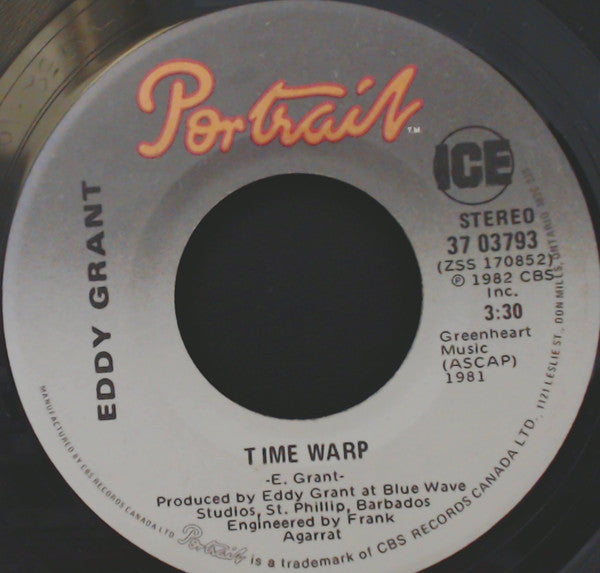 Portrait T.M.
ICE
STEREO
37 03793
(ZSS 170852)
℗ 1982 CBS
Inc.
3:30
Greenheart
Music
(ASCAP)
1981
EDDY GRANT
TIME WARP
-E. Grant-
Produced by Eddy Grant at Blue Wave
Studios, St. Phillip, Barbados
Engineered by Frank
Agarrat
MANUFACTURED BY CBS RECORDS CANADA LTD.
Portrait is a trademark of CBS RECORDS CANADA LTD., 1121 LESLIE ST., DON MILLS, ONTARIO